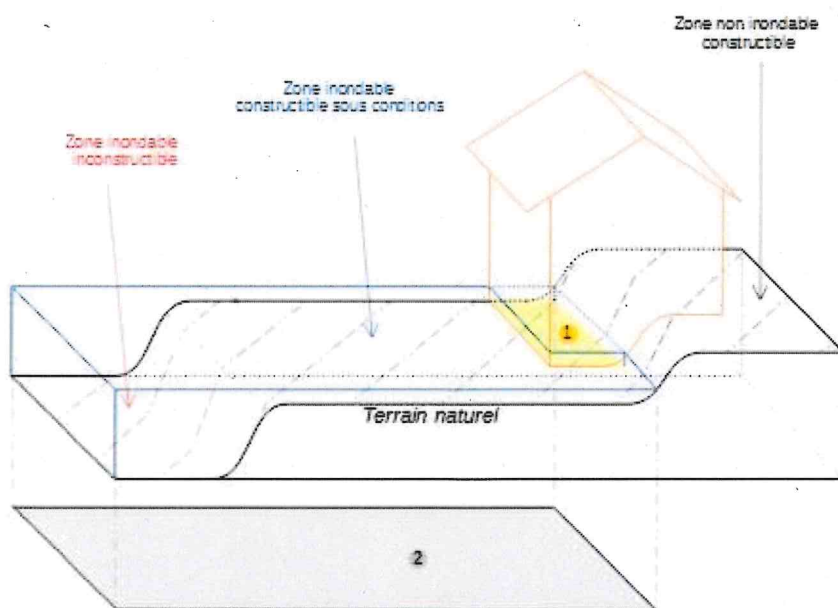 Zone non inondable
constructible
Zone inondable
constructible sous conditions
Zone inondable
inconstructible
1
Terrain naturel
2